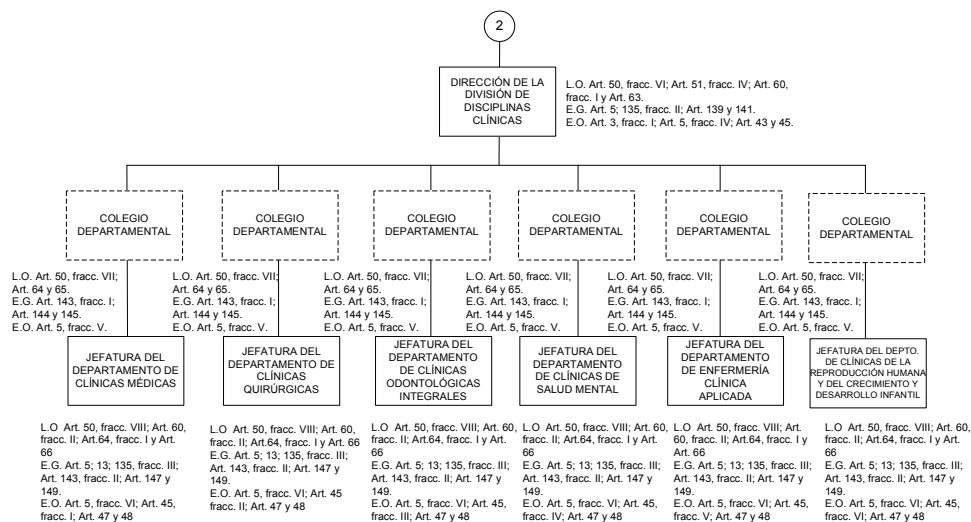 2
DIRECCIÓN DE LA
DIVISIÓN DE
DISCIPLINAS
CLÍNICAS
L.O. Art. 50, fracc. VI; Art. 51, fracc. IV; Art. 60,
fracc. I y Art. 63.
E.G. Art. 5; 135, fracc. II; Art. 139 y 141.
E.O. Art. 3, fracc. I; Art. 5, fracc. IV; Art. 43 y 45.
COLEGIO
DEPARTAMENTAL
COLEGIO
DEPARTAMENTAL
COLEGIO
DEPARTAMENTAL
COLEGIO
DEPARTAMENTAL
COLEGIO
DEPARTAMENTAL
COLEGIO
DEPARTAMENTAL
L.O. Art. 50, fracc. VII;
Art. 64 y 65.
E.G. Art. 143, fracc. I;
Art. 144 y 145.
E.O. Art. 5, fracc. V.
L.O. Art. 50, fracc. VII;
Art. 64 y 65.
E.G. Art. 143, fracc. I;
Art. 144 y 145.
E.O. Art. 5, fracc. V.
L.O. Art. 50, fracc. VII;
Art. 64 y 65.
E.G. Art. 143, fracc. I;
Art. 144 y 145.
E.O. Art. 5, fracc. V.
L.O. Art. 50, fracc. VII;
Art. 64 y 65.
E.G. Art. 143, fracc. I;
Art. 144 y 145.
E.O. Art. 5, fracc. V.
L.O. Art. 50, fracc. VII;
Art. 64 y 65.
E.G. Art. 143, fracc. I;
Art. 144 y 145.
E.O. Art. 5, fracc. V.
L.O. Art. 50, fracc. VII;
Art. 64 y 65.
E.G. Art. 143, fracc. I;
Art. 144 y 145.
E.O. Art. 5, fracc. V.
JEFATURA DEL
DEPARTAMENTO DE
CLÍNICAS MÉDICAS
JEFATURA DEL
DEPARTAMENTO DE
CLÍNICAS
QUIRÚRGICAS
JEFATURA DEL
DEPARTAMENTO
DE CLÍNICAS
ODONTOLÓGICAS
INTEGRALES
JEFATURA DEL
DEPARTAMENTO
DE CLÍNICAS DE
SALUD MENTAL
JEFATURA DEL
DEPARTAMENTO
DE ENFERMERÍA
CLÍNICA
APLICADA
JEFATURA DEL DEPTO.
DE CLÍNICAS DE LA
REPRODUCCIÓN HUMANA
Y DEL CRECIMIENTO Y
DESARROLLO INFANTIL
L.O Art. 50, fracc. VIII; Art. 60,
fracc. II; Art.64, fracc. I y Art.
66
E.G. Art. 5; 13; 135, fracc. III;
Art. 143, fracc. II; Art. 147 y
149.
E.O. Art. 5, fracc. VI; Art. 45,
fracc. I; Art. 47 y 48
L.O Art. 50, fracc. VIII; Art. 60,
fracc. II; Art.64, fracc. I y Art. 66
E.G. Art. 5; 13; 135, fracc. III;
Art. 143, fracc. II; Art. 147 y
149.
E.O. Art. 5, fracc. VI; Art. 45
fracc. II; Art. 47 y 48
L.O Art. 50, fracc. VIII; Art. 60,
fracc. II; Art.64, fracc. I y Art.
66
E.G. Art. 5; 13; 135, fracc. III;
Art. 143, fracc. II; Art. 147 y
149.
E.O. Art. 5, fracc. VI; Art. 45,
fracc. III; Art. 47 y 48
L.O Art. 50, fracc. VIII; Art. 60,
fracc. II; Art.64, fracc. I y Art.
66
E.G. Art. 5; 13; 135, fracc. III;
Art. 143, fracc. II; Art. 147 y
149.
E.O. Art. 5, fracc. VI; Art. 45,
fracc. IV; Art. 47 y 48
L.O Art. 50, fracc. VIII; Art.
60, fracc. II; Art.64, fracc. I y
Art. 66
E.G. Art. 5; 13; 135, fracc. III;
Art. 143, fracc. II; Art. 147 y
149.
E.O. Art. 5, fracc. VI; Art. 45,
fracc. V; Art. 47 y 48
L.O Art. 50, fracc. VIII; Art. 60,
fracc. II; Art.64, fracc. I y Art.
66
E.G. Art. 5; 13; 135, fracc. III;
Art. 143, fracc. II; Art. 147 y
149.
E.O. Art. 5, fracc. VI; Art. 45,
fracc. VI; Art. 47 y 48